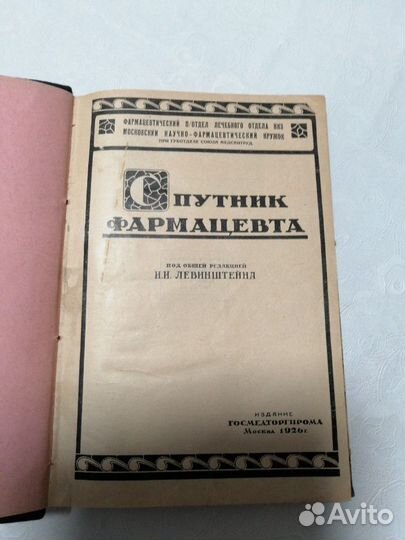 ФАРМАЦЕВТИЧЕСКИЙ П/ОТДЕЛ ЛЕЧЕБНОГО ОТДЕЛА НКЗ
МОСКОВСКИЙ НАУЧНО-ФАРМАЦЕВТИЧЕСКИЙ КРУЖОК
ПРИ ГУБОТДЕЛЕ СОЮЗА МЕДСАНТРУД
СПУТНИК
ФАРМАЦЕВТА
ПОД ОБЩЕЙ РЕДАКЦИЕЙ
И.И. ЛЕВИНШТЕЙНА
ИЗДАНИЕ
ГОСМЕДТОРГПРОМА
МОСКВА 1926 г.
Avito